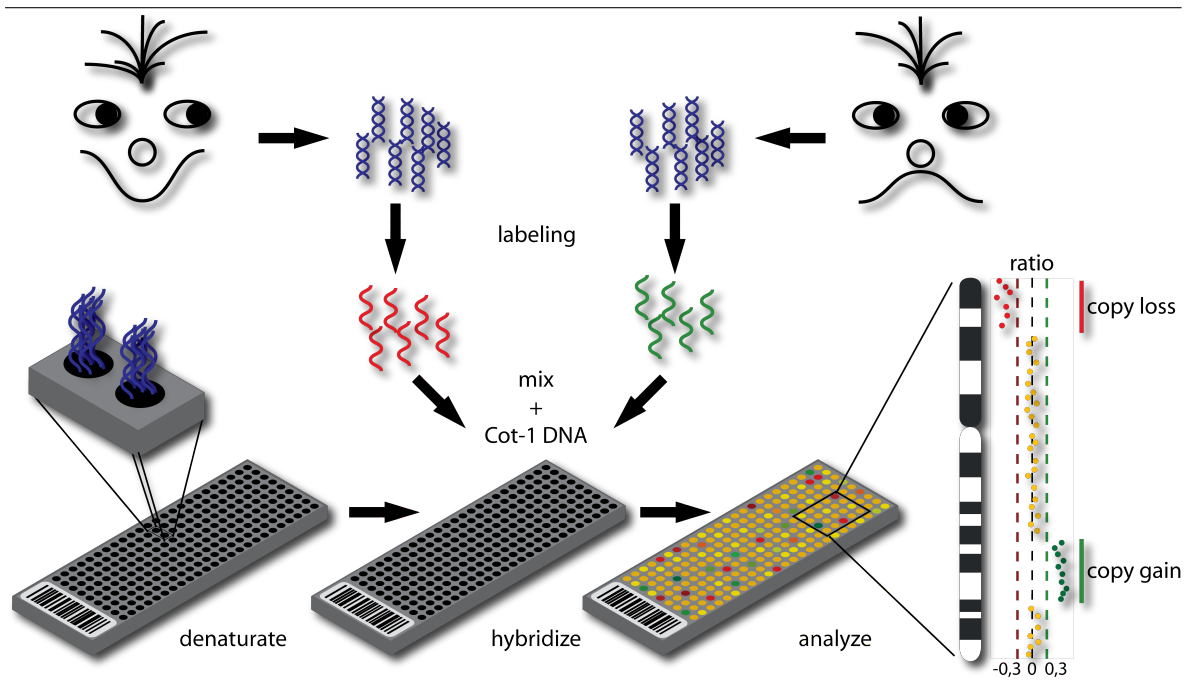 labeling
ratio
copy loss
mix
+
Cot-1 DNA
copy gain
denaturate
hybridize
analyze
-0,3 0 0,3